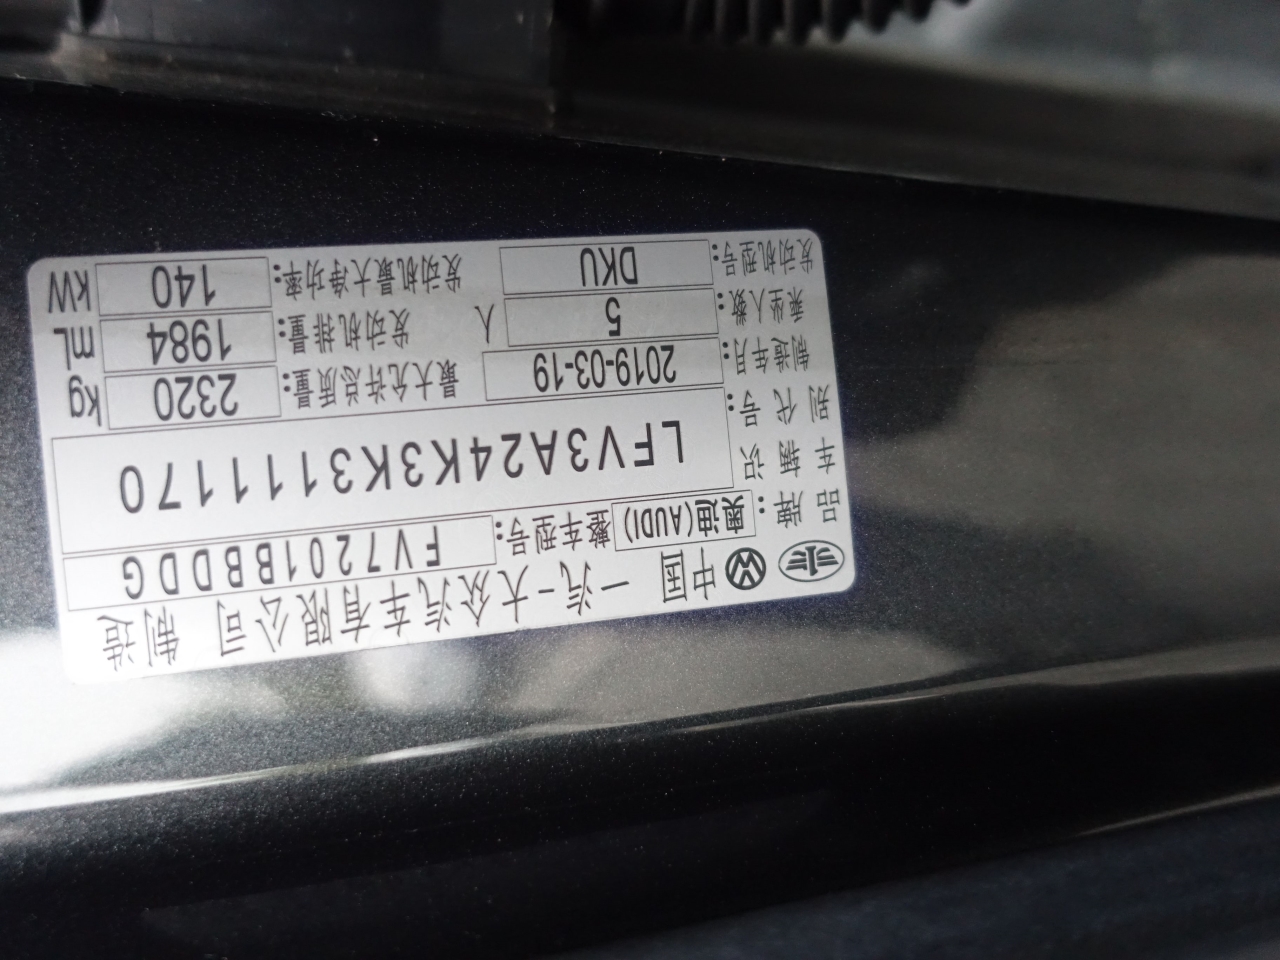 中国 一汽-大众汽车有限公司 制造
品牌: 奥迪(AUDI) 整车型号: FV7201BBDDG
车辆识别代号: LFV3A24K3K3111170
制造年月: 2019-03-19 最大允许总质量: 2320 kg
乘坐人数: 5 人 发动机排量: 1984 mL
发动机型号: DKU 发动机最大净功率: 140 kW